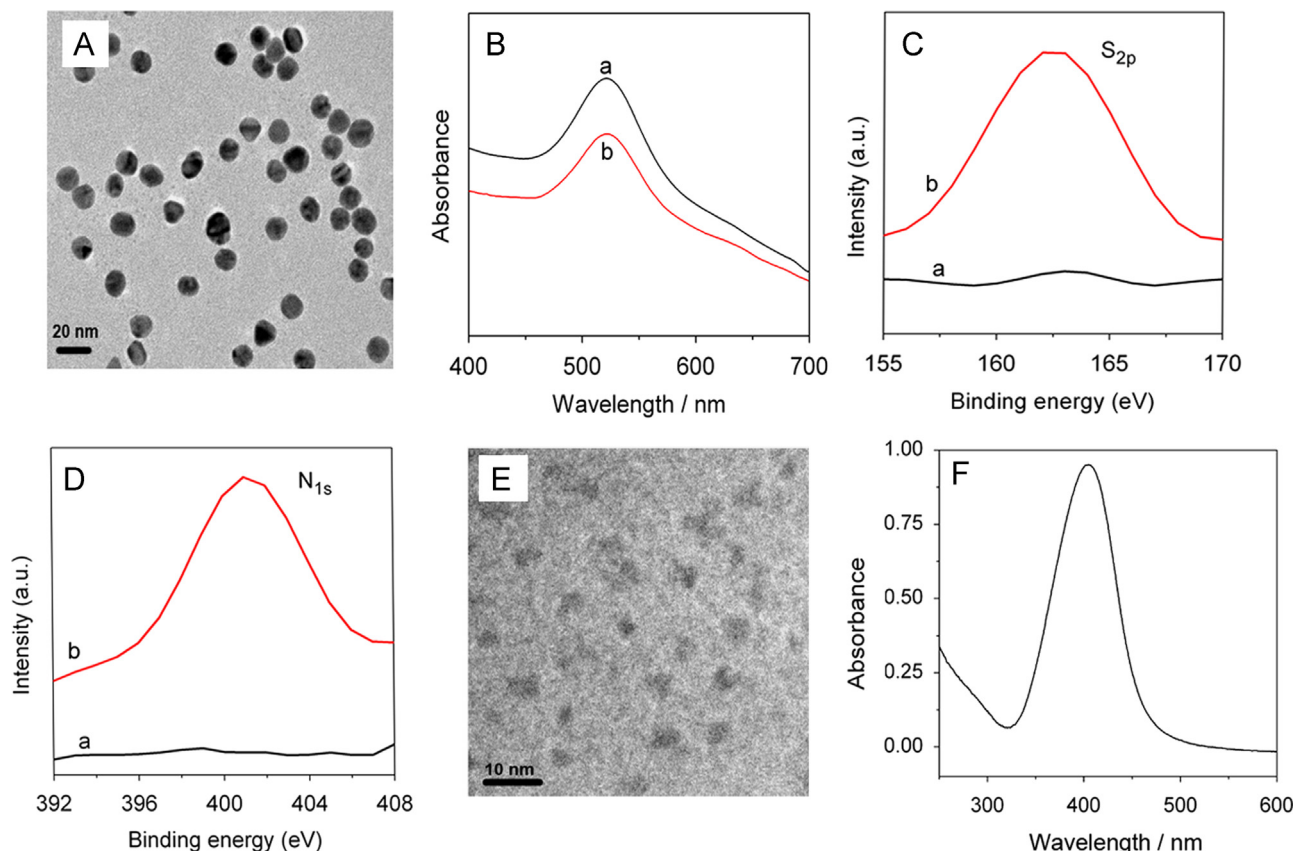 A
20 nm
B
a
b
Absorbance
400 500 600 700
Wavelength / nm
C
S2p
b
a
Intensity (a.u.)
155 160 165 170
Binding energy (eV)
D
N1s
b
a
Intensity (a.u.)
392 396 400 404 408
Binding energy (eV)
E
10 nm
F
1.00
0.75
0.50
0.25
0.00
Absorbance
300 400 500 600
Wavelength / nm